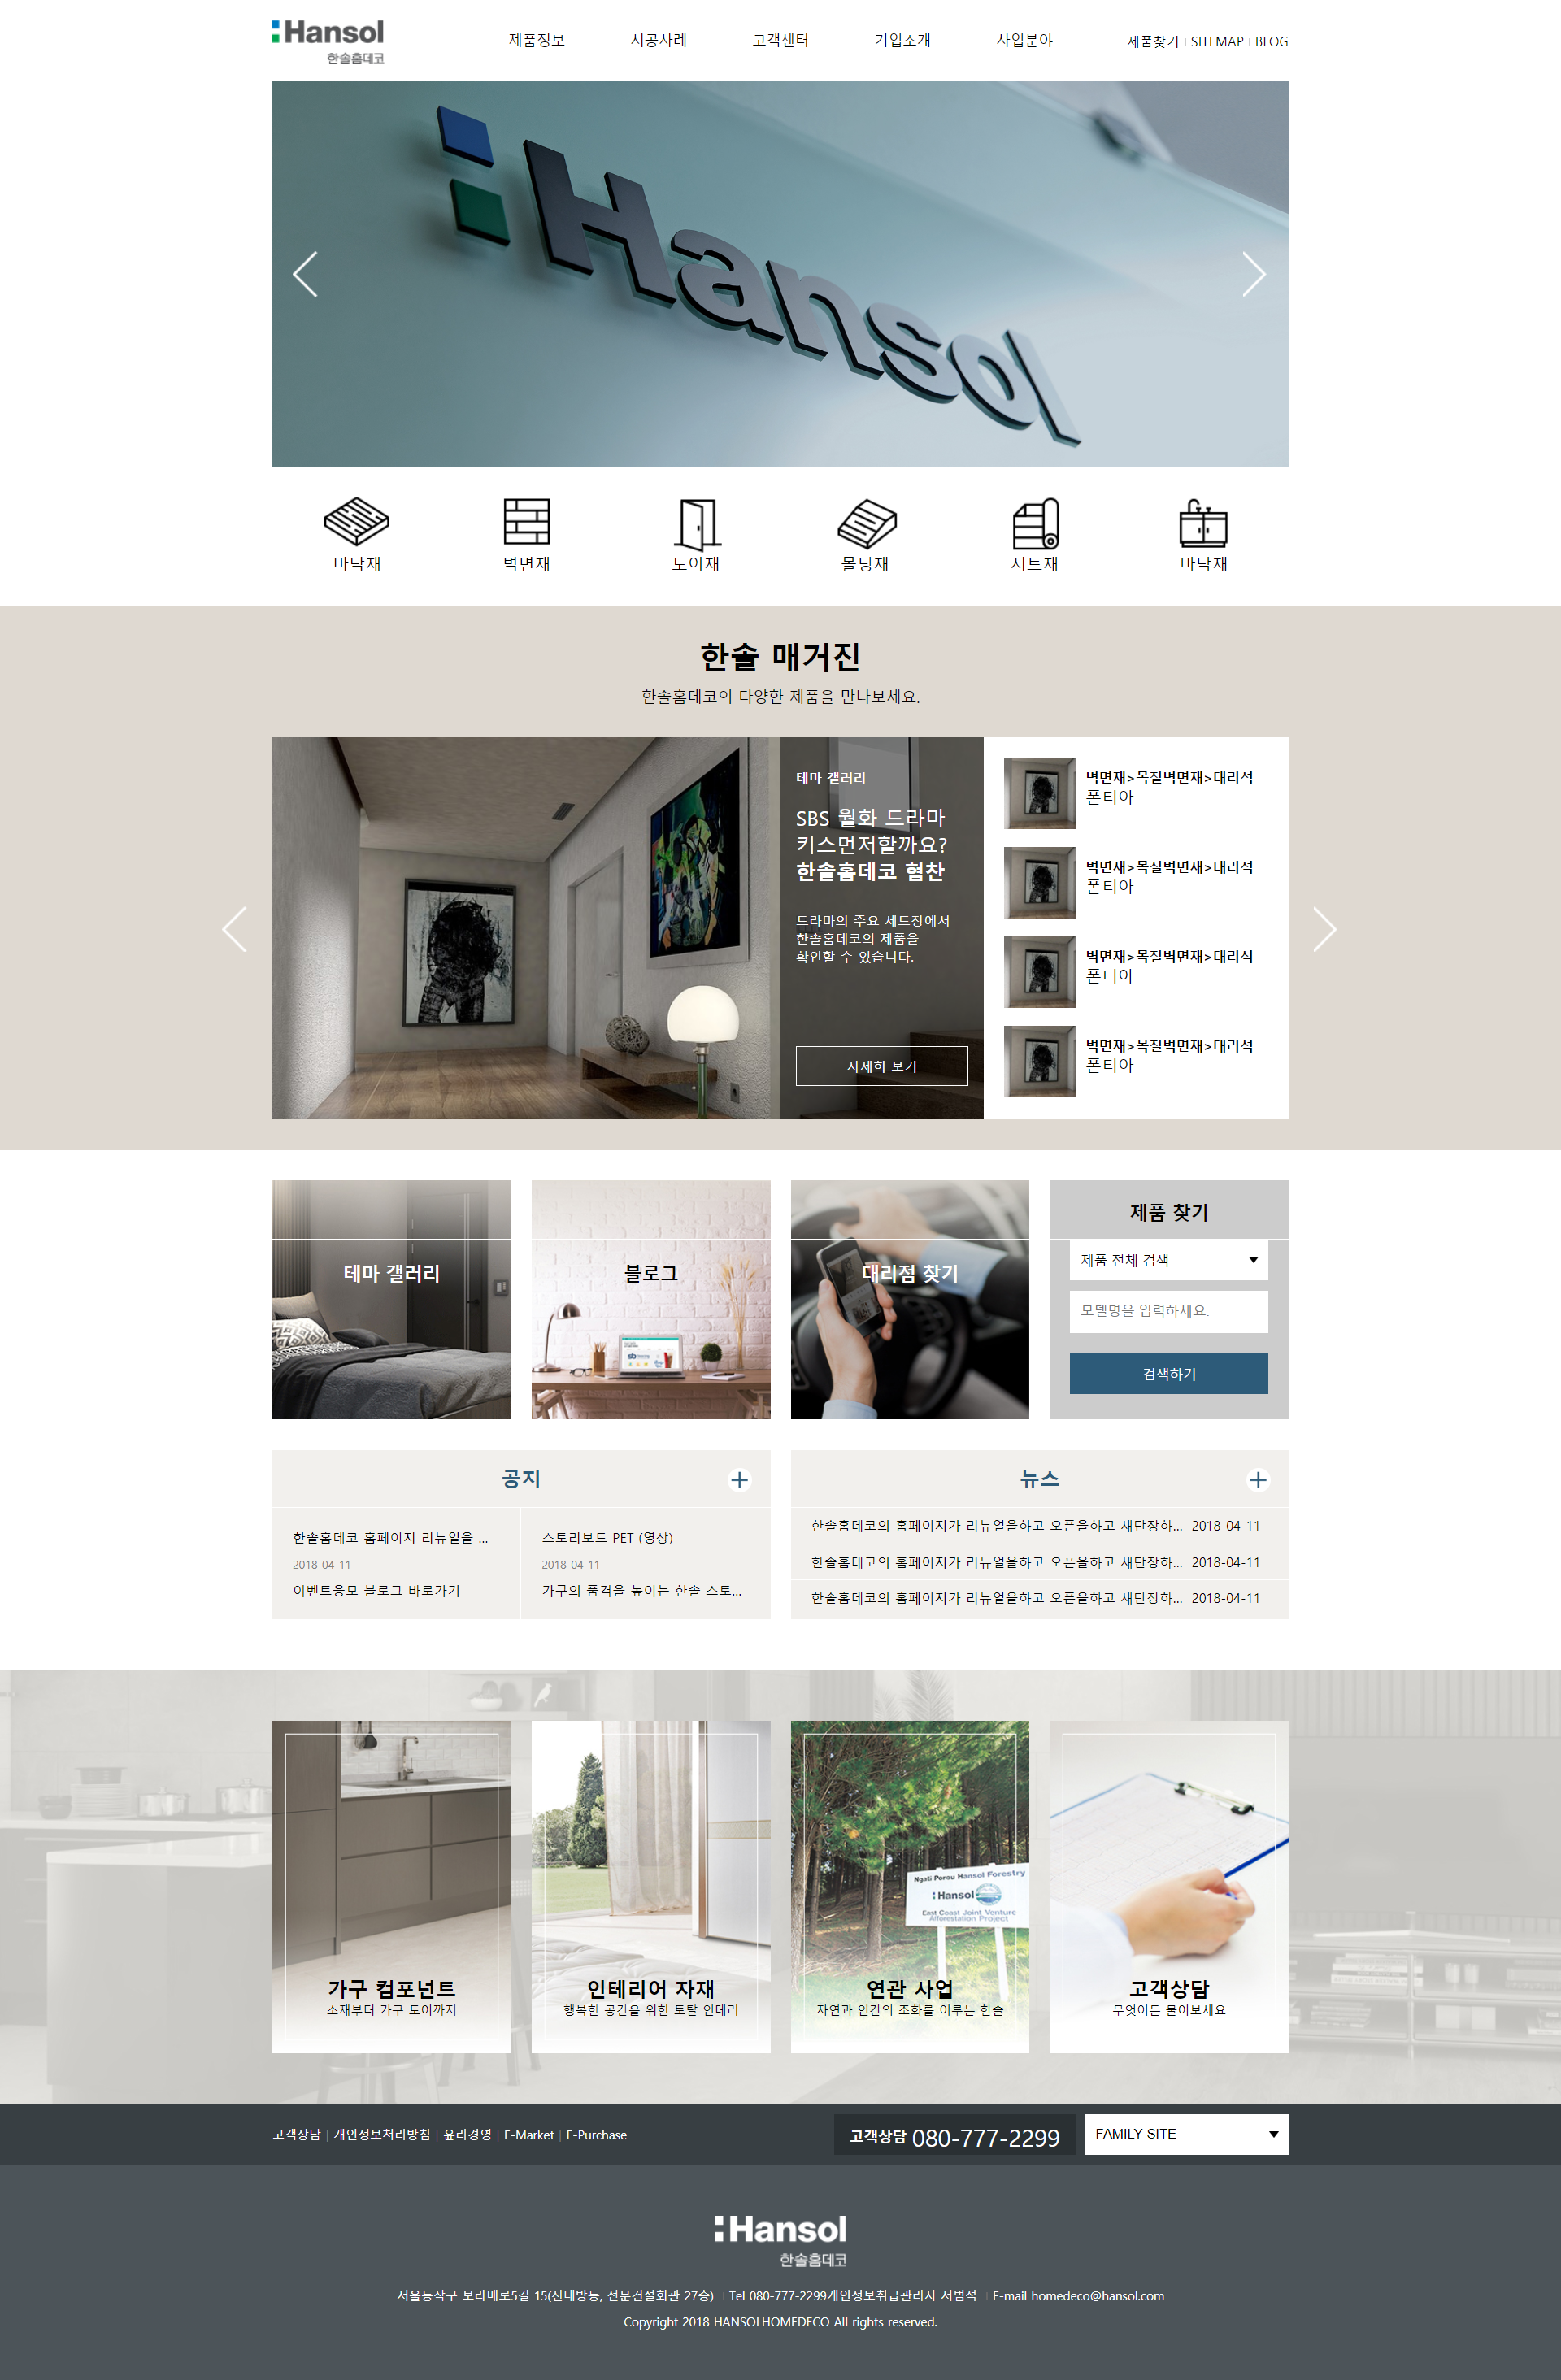 Hansol
한솔홈데코
제품정보
시공사례
고객센터
기업소개
사업분야
제품찾기 | SITEMAP | BLOG
Hansol
바닥재
벽면재
도어재
몰딩재
시트재
바닥재
한솔 매거진
한솔홈데코의 다양한 제품을 만나보세요.
테마 갤러리
SBS 월화 드라마
키스먼저할까요?
한솔홈데코 협찬
드라마의 주요 세트장에서
한솔홈데코의 제품을
확인할 수 있습니다.
자세히 보기
벽면재>목질벽면재>대리석
폰티아
벽면재>목질벽면재>대리석
폰티아
벽면재>목질벽면재>대리석
폰티아
벽면재>목질벽면재>대리석
폰티아
테마 갤러리
블로그
대리점 찾기
제품 찾기
제품 전체 검색
모델명을 입력하세요.
검색하기
공지
한솔홈데코 홈페이지 리뉴얼을 ...
2018-04-11
이벤트응모 블로그 바로가기
스토리보드 PET (영상)
2018-04-11
가구의 품격을 높이는 한솔 스토...
뉴스
한솔홈데코의 홈페이지가 리뉴얼을하고 오픈을하고 새단장하... 2018-04-11
한솔홈데코의 홈페이지가 리뉴얼을하고 오픈을하고 새단장하... 2018-04-11
한솔홈데코의 홈페이지가 리뉴얼을하고 오픈을하고 새단장하... 2018-04-11
가구 컴포넌트
소재부터 가구 도어까지
인테리어 자재
행복한 공간을 위한 토탈 인테리
Ngati Porou Hansol Forestry
Hansol
East Coast Joint Venture
Afforestation Project
연관 사업
자연과 인간의 조화를 이루는 한솔
고객상담
무엇이든 물어보세요
고객상담 | 개인정보처리방침 | 윤리경영 | E-Market | E-Purchase
고객상담 080-777-2299
FAMILY SITE
Hansol
한솔홈데코
서울동작구 보라매로5길 15(신대방동, 전문건설회관 27층) | Tel 080-777-2299개인정보취급관리자 서범석 | E-mail homedeco@hansol.com
Copyright 2018 HANSOLHOMEDECO All rights reserved.